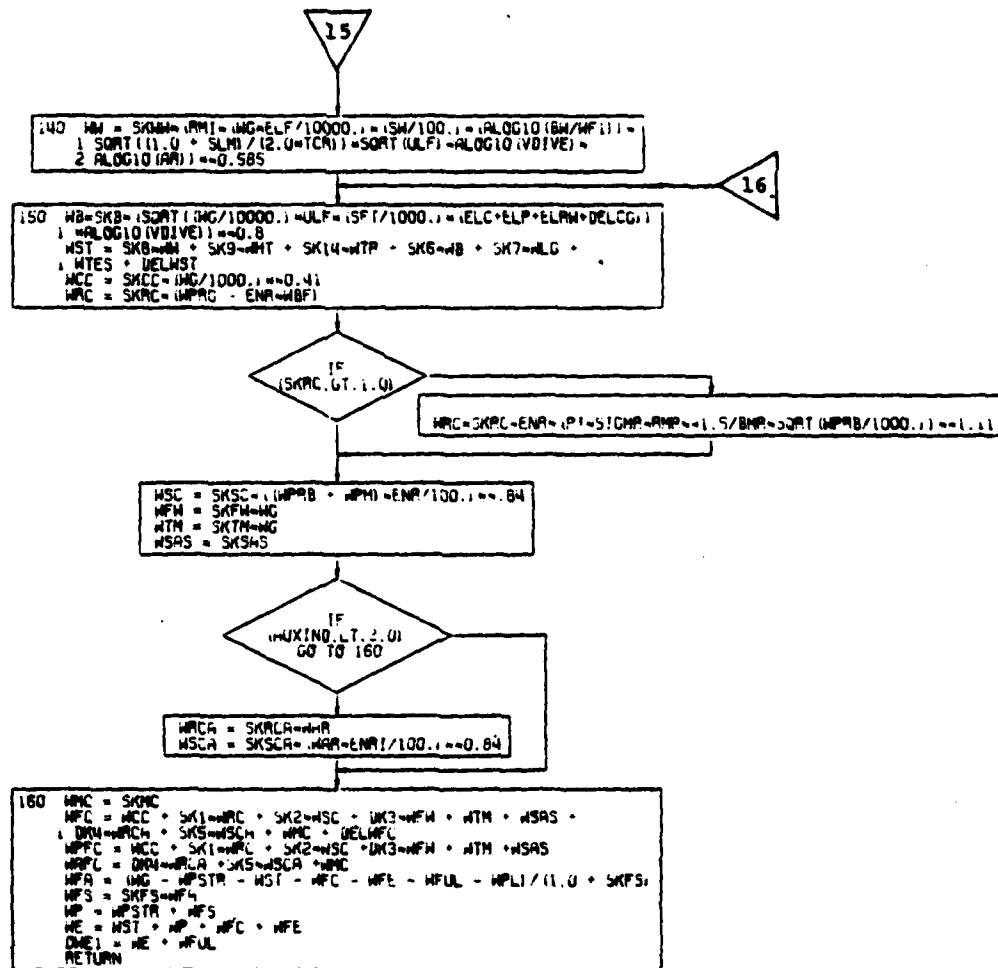 15
140 WW = SKWW*(RMI*(WG*ELF/10000.)*(SW/100.)*(ALOG10(BW/WFI))*
1 SQRT((1.0 + SLM)/(2.0*TCR))*SQRT(ULF)*ALOG10(VDIVE)*
2 ALOG10(AR))**0.585
16
150 WB=SKB*(SQRT((WG/10000.)*ULF*(SFT/1000.)*(ELC+ELP+ELRW+DELCG))
1 *ALOG10(VDIVE))**0.8
WST = SK8*WW + SK9*WHT + SK14*WTR + SK6*WB + SK7*WLG +
1 WTES + DELWST
WCC = SKCC*(WG/1000.)**0.41
WRC = SKRC*(WPRG - ENR*WBF)
IF
(SKRC.GT.1.0)
WRC=SKRC*ENR*(PI*SIGMR*RMR**1.5/BMR*SQRT(WPRB/1000.))**1.11
WSC = SKSC*((WPRB + WPM)*ENR/100.)**.84
WFW = SKFW*WG
WTM = SKTM*WG
WSAS = SKSAS
IF
(AUXIND.LT.2.0)
GO TO 160
WRCA = SKRCA*WAR
WSCA = SKSCA*(WAR*ENRI/100.)**0.84
160 WMC = SKMC
WFC = WCC + SK1*WRC + SK2*WSC + DK3*WFW + WTM + WSAS +
1 DK4*WRCA + SK5*WSCA + WMC + DELWFC
WPFC = WCC + SK1*WRC + SK2*WSC +DK3*WFW + WTM +WSAS
WAFC = DK4*WRCA +SK5*WSCA +WMC
WFA = (WG - WPSTR - WST - WFC - WFE - WFUL - WPL)/(1.0 + SKFS)
WFS = SKFS*WFA
WP = WPSTR + WFS
WE = WST + WP + WFC + WFE
OWE1 = WE + WFUL
RETURN